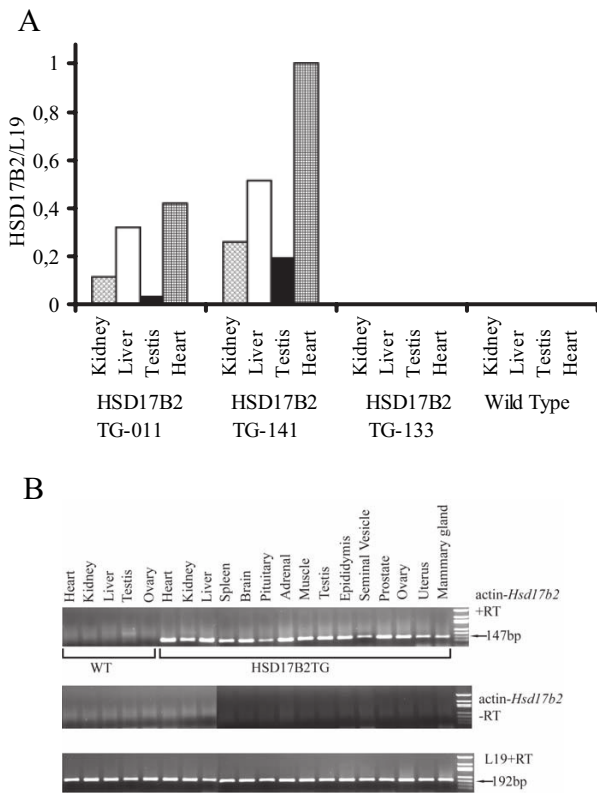 A
HSD17B2/L19
1
0,8
0,6
0,4
0,2
0
Kidney Liver Testis Heart Kidney Liver Testis Heart Kidney Liver Testis Heart Kidney Liver Testis Heart
HSD17B2 HSD17B2 HSD17B2 Wild Type
TG-011 TG-141 TG-133
B
Heart Kidney Liver Testis Ovary Heart Kidney Liver Spleen Brain Pituitary Adrenal Muscle Testis Epididymis Seminal Vesicle Prostate Ovary Uterus Mammary gland
actin-Hsd17b2
+RT
147bp
WT HSD17B2TG
actin-Hsd17b2
-RT
L19+RT
192bp